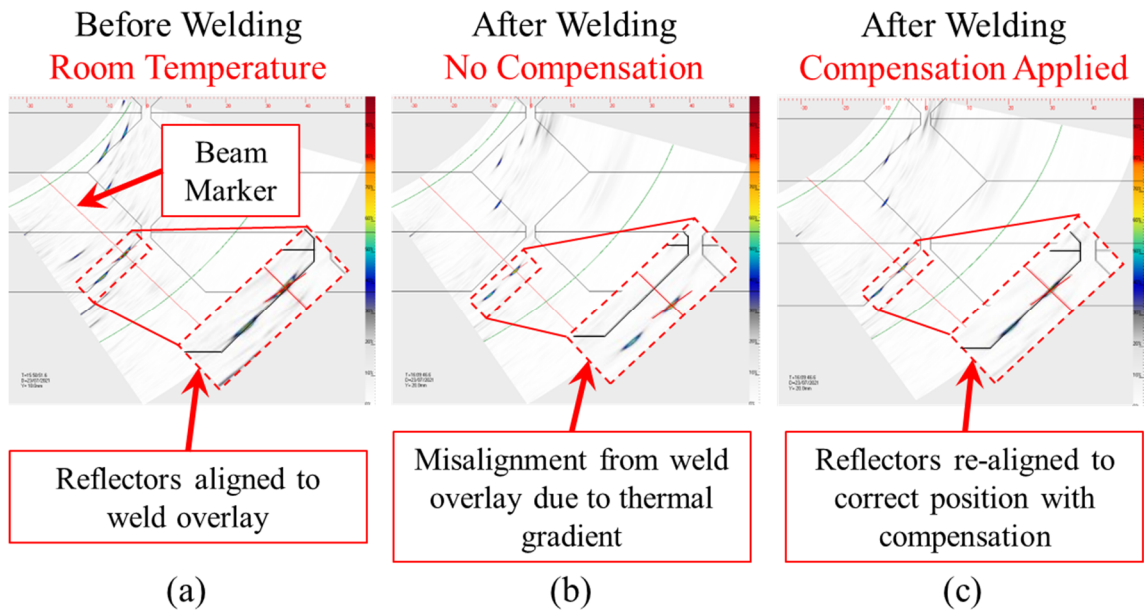 Before Welding
Room Temperature
After Welding
No Compensation
After Welding
Compensation Applied
Beam
Marker
Reflectors aligned to
weld overlay
Misalignment from weld
overlay due to thermal
gradient
Reflectors re-aligned to
correct position with
compensation
(a)
(b)
(c)